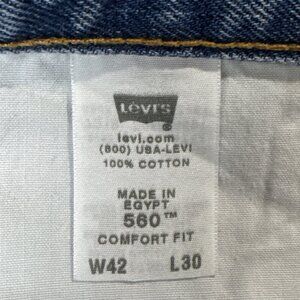 LEVI'S
levi.com
(800) USA-LEVI
100% COTTON
MADE IN
EGYPT
560™
COMFORT FIT
W42 L30